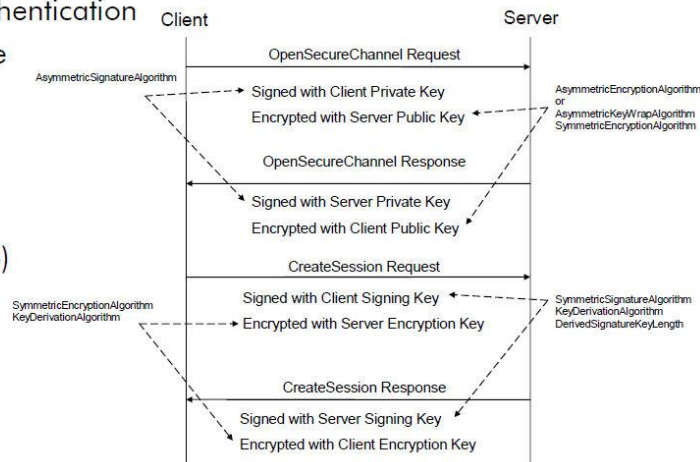 hentication
Client
Server
e
OpenSecureChannel Request
AsymmetricSignatureAlgorithm
Signed with Client Private Key
Encrypted with Server Public Key
AsymmetricEncryptionAlgorithm
or
AsymmetricKeyWrapAlgorithm
SymmetricEncryptionAlgorithm
OpenSecureChannel Response
Signed with Server Private Key
Encrypted with Client Public Key
)
CreateSession Request
Signed with Client Signing Key
Encrypted with Server Encryption Key
SymmetricEncryptionAlgorithm
KeyDerivationAlgorithm
SymmetricSignatureAlgorithm
KeyDerivationAlgorithm
DerivedSignatureKeyLength
CreateSession Response
Signed with Server Signing Key
Encrypted with Client Encryption Key